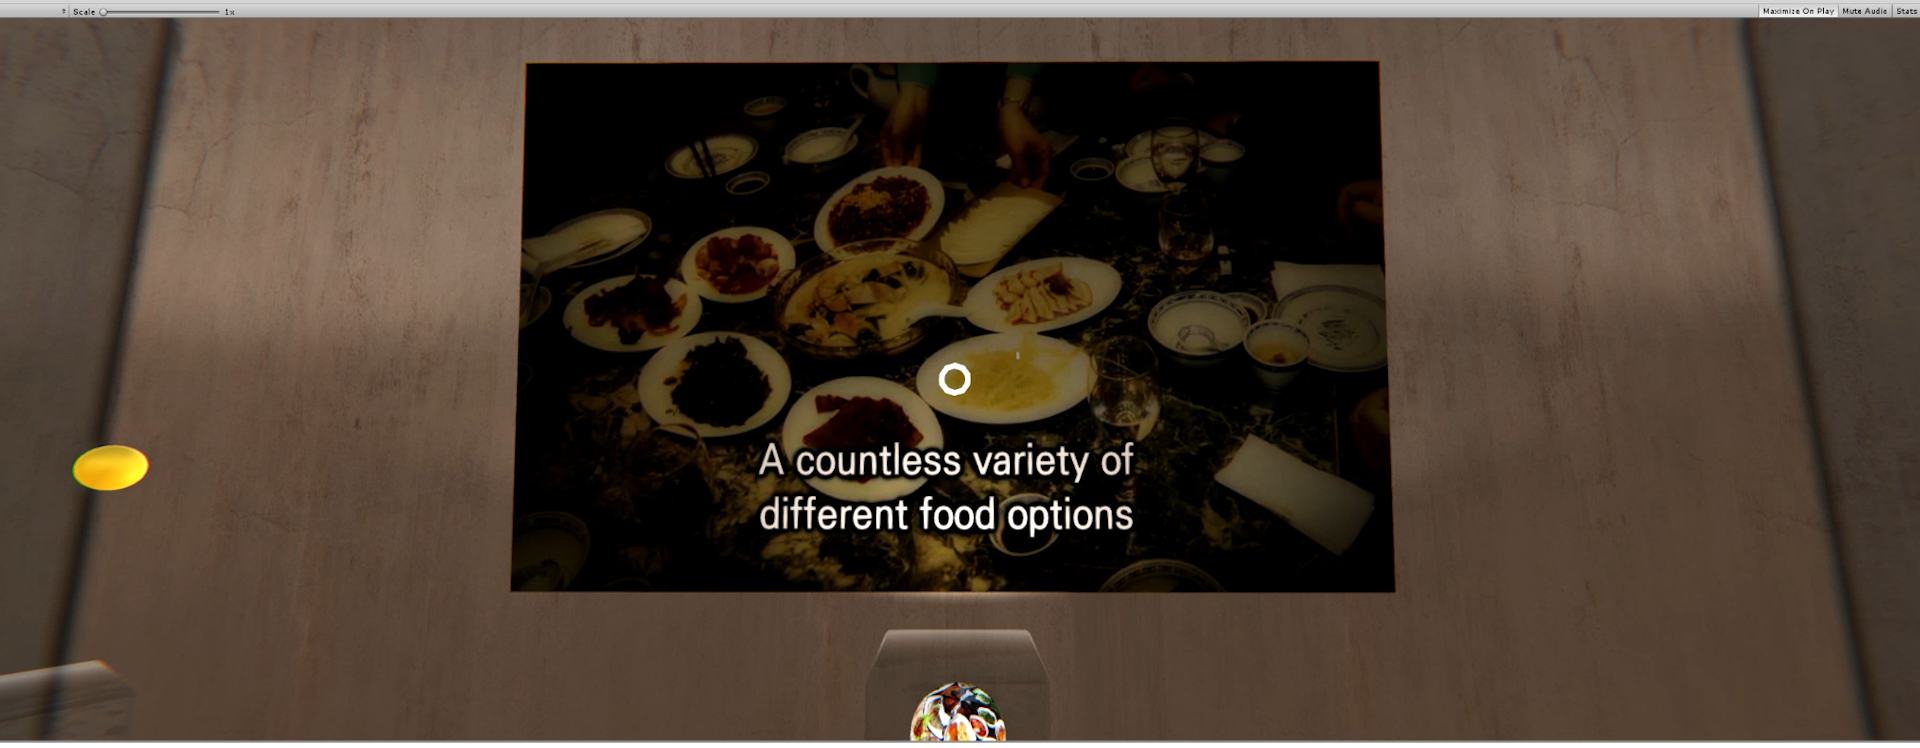 Scale 1x Maximize On Play Mute Audio Stats
A countless variety of
different food options